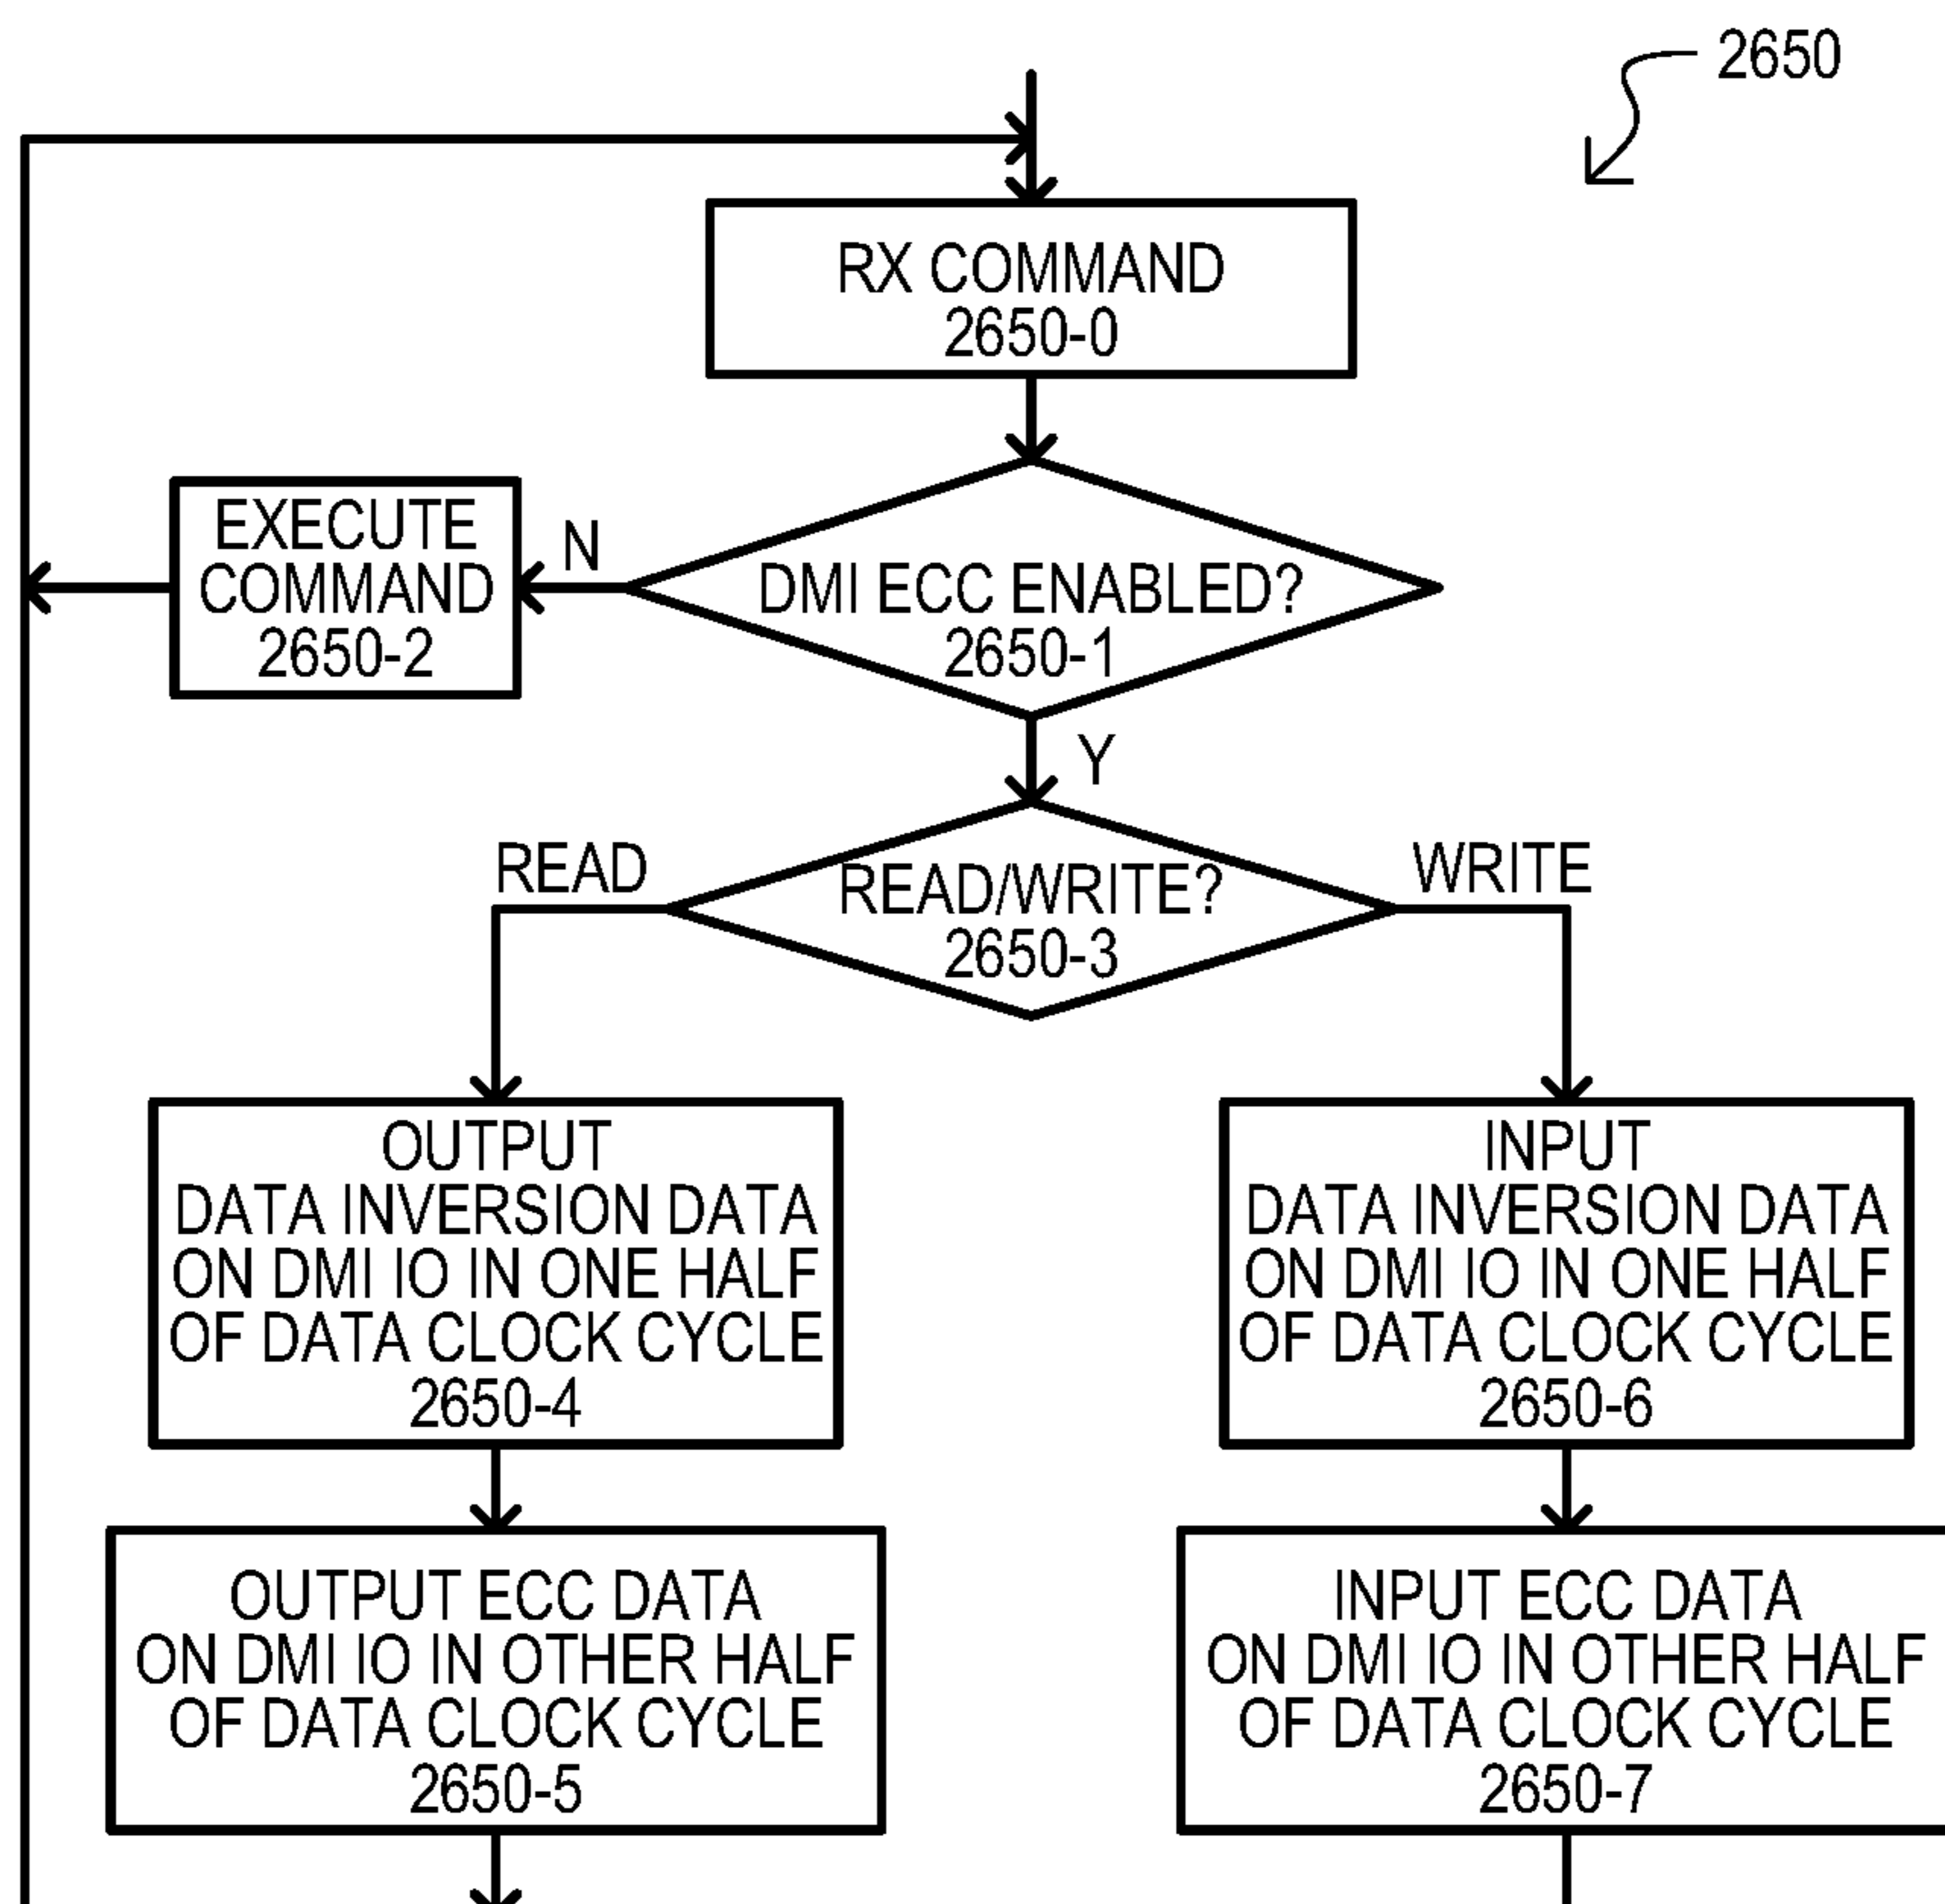 2650
RX COMMAND
2650-0
EXECUTE
COMMAND
2650-2
N
DMI ECC ENABLED?
2650-1
Y
READ
READ/WRITE?
2650-3
WRITE
OUTPUT
DATA INVERSION DATA
ON DMI IO IN ONE HALF
OF DATA CLOCK CYCLE
2650-4
INPUT
DATA INVERSION DATA
ON DMI IO IN ONE HALF
OF DATA CLOCK CYCLE
2650-6
OUTPUT ECC DATA
ON DMI IO IN OTHER HALF
OF DATA CLOCK CYCLE
2650-5
INPUT ECC DATA
ON DMI IO IN OTHER HALF
OF DATA CLOCK CYCLE
2650-7